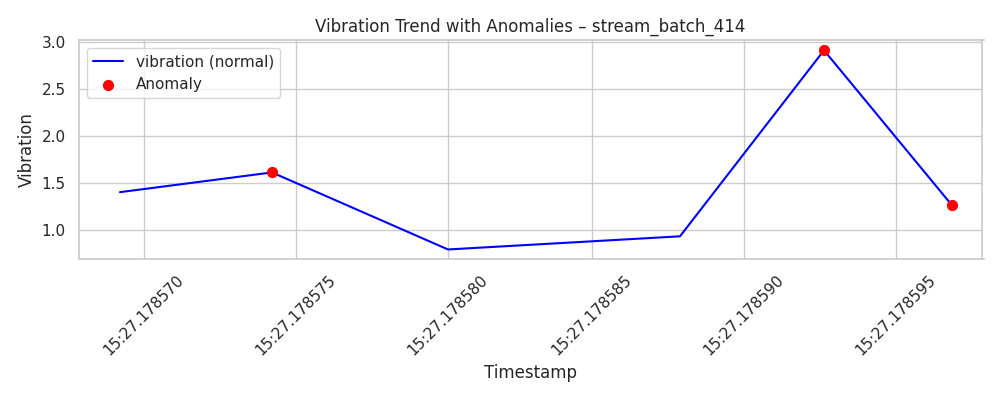 Vibration Trend with Anomalies – stream_batch_414
vibration (normal)
Anomaly
Vibration
3.0
2.5
2.0
1.5
1.0
15:27.178570
15:27.178575
15:27.178580
15:27.178585
15:27.178590
15:27.178595
Timestamp